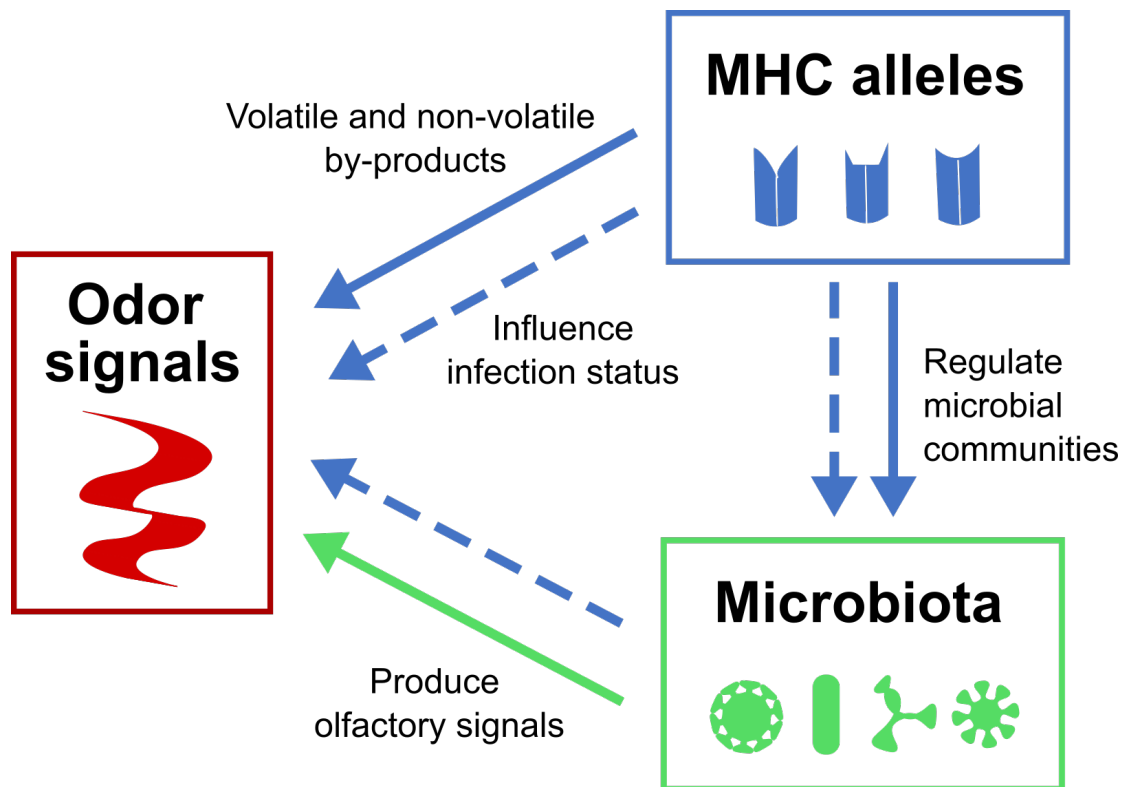 MHC alleles
Volatile and non-volatile
by-products
Odor
signals
Influence
infection status
Regulate
microbial
communities
Microbiota
Produce
olfactory signals